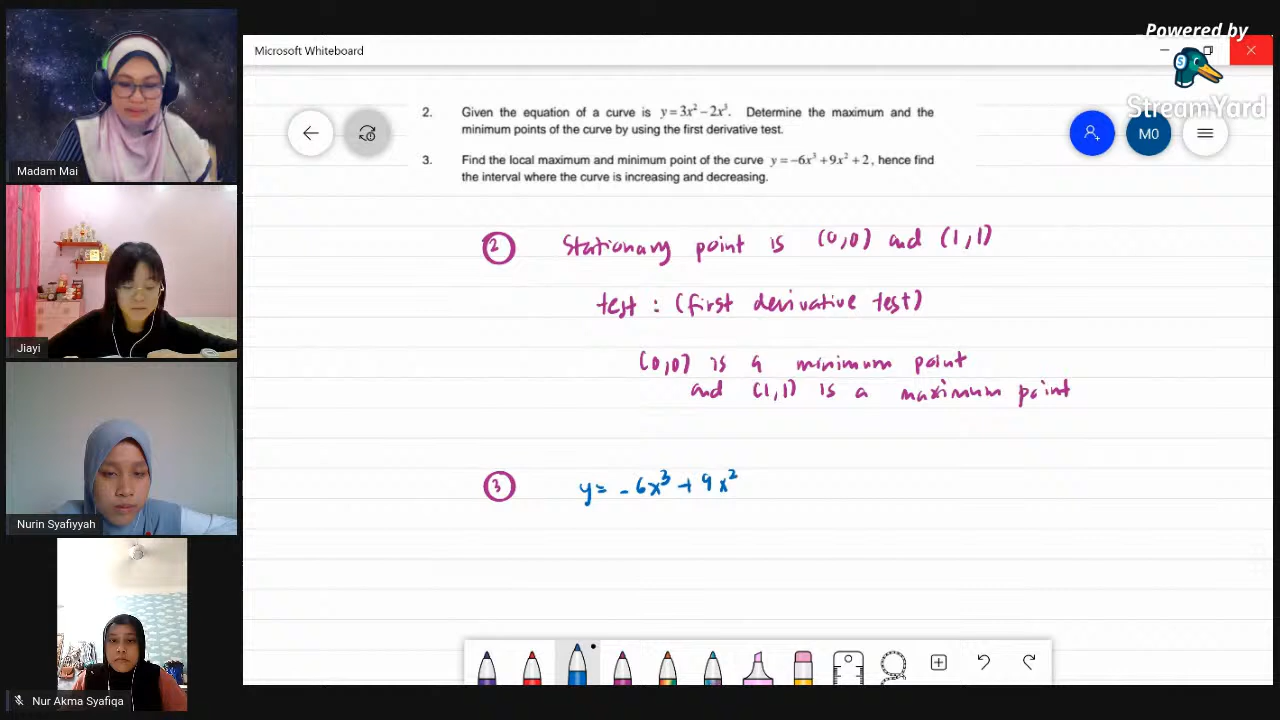 Powered by
StreamYard
Microsoft Whiteboard
2. Given the equation of a curve is y = 3x² − 2x³. Determine the maximum and the
minimum points of the curve by using the first derivative test.
3. Find the local maximum and minimum point of the curve y = −6x³ + 9x² + 2, hence find
the interval where the curve is increasing and decreasing.
M0
② Stationary point is (0,0) and (1,1)
test : (first derivative test)
(0,0) is a minimum point
and (1,1) is a maximum point
③ y = -6x³ + 9x²
Madam Mai
Jiayi
Nurin Syafiyyah
Nur Akma Syafiqa